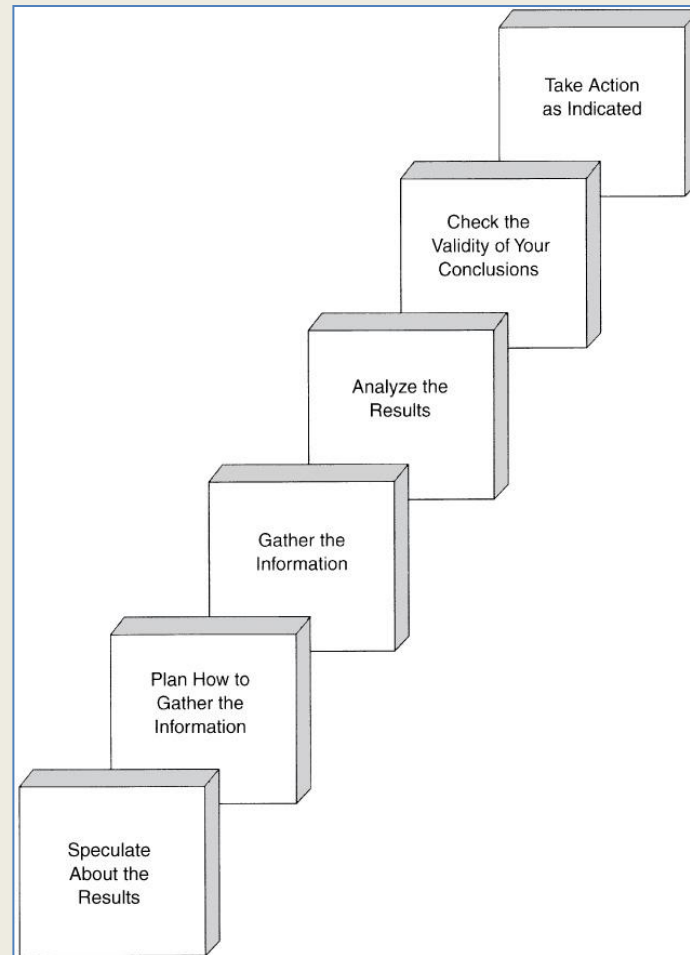 Take Action
as Indicated
Check the
Validity of Your
Conclusions
Analyze the
Results
Gather the
Information
Plan How to
Gather the
Information
Speculate
About the
Results